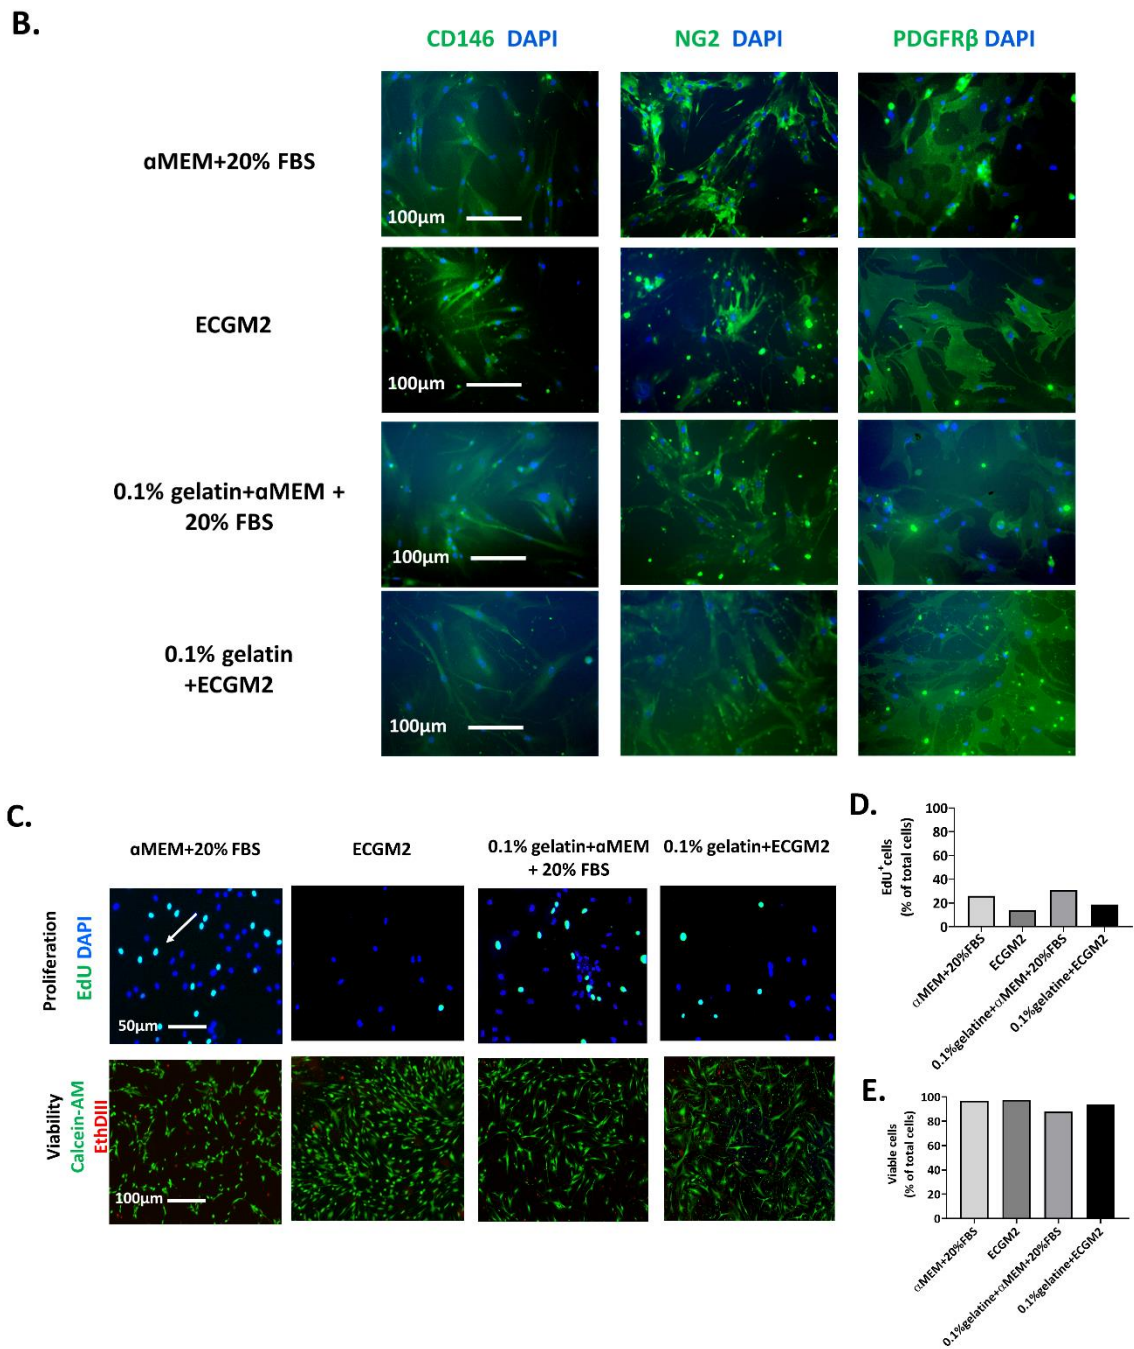 B.
CD146 DAPI
NG2 DAPI
PDGFRβ DAPI
αMEM+20% FBS
100µm
ECGM2
100µm
0.1% gelatin+αMEM +
20% FBS
100µm
0.1% gelatin
+ECGM2
100µm
C.
αMEM+20% FBS
ECGM2
0.1% gelatin+αMEM
+ 20% FBS
0.1% gelatin+ECGM2
Proliferation
EdU DAPI
50µm
Viability
Calcein-AM
EthDIII
100µm
D.
EdU⁺cells
(% of total cells)
100
80
60
40
20
0
αMEM+20%FBS
ECGM2
0.1%gelatine+αMEM+20%FBS
0.1%gelatine+ECGM2
E.
Viable cells
(% of total cells)
100
80
60
40
20
0
αMEM+20%FBS
ECGM2
0.1%gelatine+αMEM+20%FBS
0.1%gelatine+ECGM2